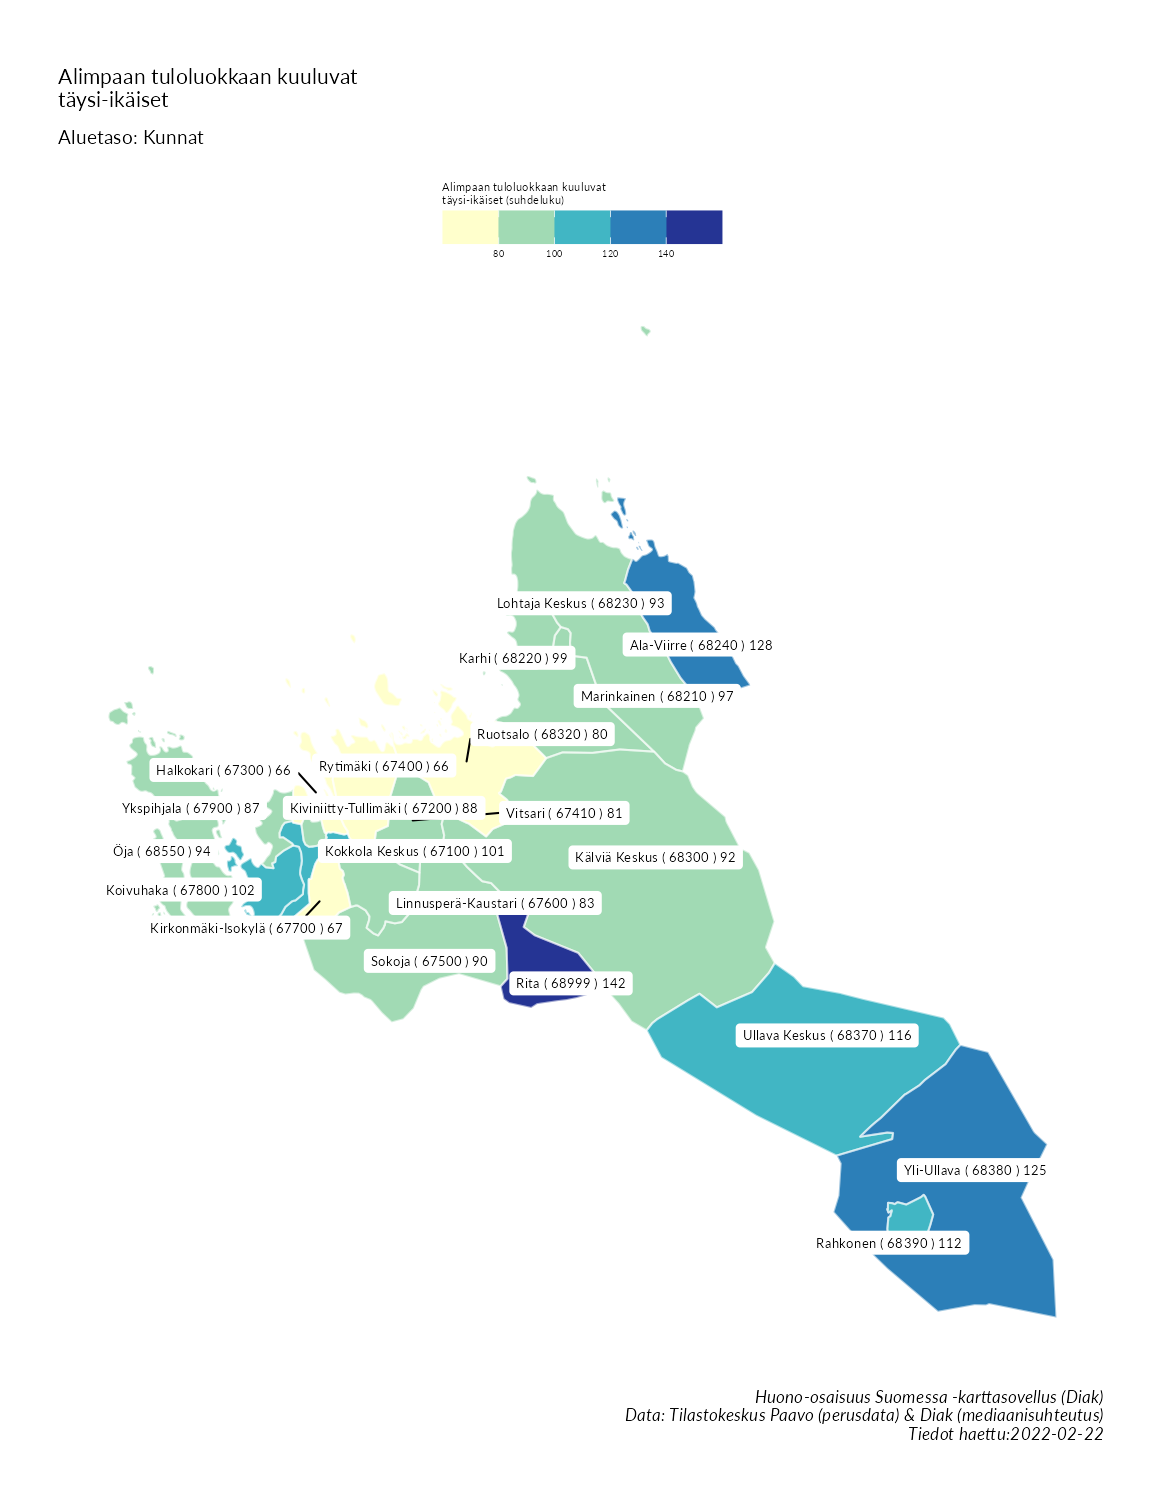 Alimpaan tuloluokkaan kuuluvat
täysi-ikäiset
Aluetaso: Kunnat
Alimpaan tuloluokkaan kuuluvat
täysi-ikäiset (suhdeluku)
80 100 120 140
Lohtaja Keskus ( 68230 ) 93
Ala-Viirre ( 68240 ) 128
Karhi ( 68220 ) 99
Marinkainen ( 68210 ) 97
Ruotsalo ( 68320 ) 80
Rytimäki ( 67400 ) 66
Halkokari ( 67300 ) 66
Ykspihjala ( 67900 ) 87
Kiviniitty-Tullimäki ( 67200 ) 88
Vitsari ( 67410 ) 81
Öja ( 68550 ) 94
Kokkola Keskus ( 67100 ) 101
Kälviä Keskus ( 68300 ) 92
Koivuhaka ( 67800 ) 102
Linnusperä-Kaustari ( 67600 ) 83
Kirkonmäki-Isokylä ( 67700 ) 67
Sokoja ( 67500 ) 90
Rita ( 68999 ) 142
Ullava Keskus ( 68370 ) 116
Yli-Ullava ( 68380 ) 125
Rahkonen ( 68390 ) 112
Huono-osaisuus Suomessa -karttasovellus (Diak)
Data: Tilastokeskus Paavo (perusdata) & Diak (mediaanisuhteutus)
Tiedot haettu:2022-02-22